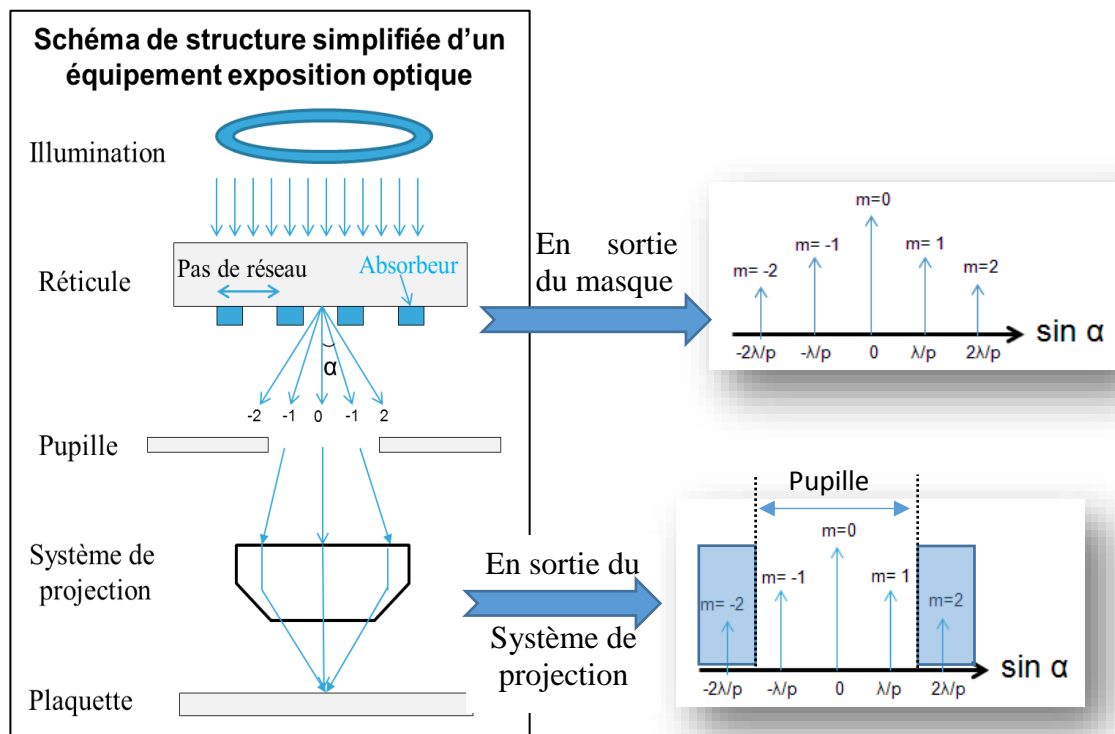 Schéma de structure simplifiée d'un
équipement exposition optique
Illumination
Réticule
Pas de réseau
Absorbeur
α
-2 -1 0 -1 2
Pupille
Système de
projection
Plaquette
En sortie
du masque
m= -2
m= -1
m=0
m= 1
m=2
sin α
-2λ/p -λ/p 0 λ/p 2λ/p
En sortie du
Système de
projection
Pupille
m= -2
m= -1
m=0
m= 1
m=2
sin α
-2λ/p -λ/p 0 λ/p 2λ/p